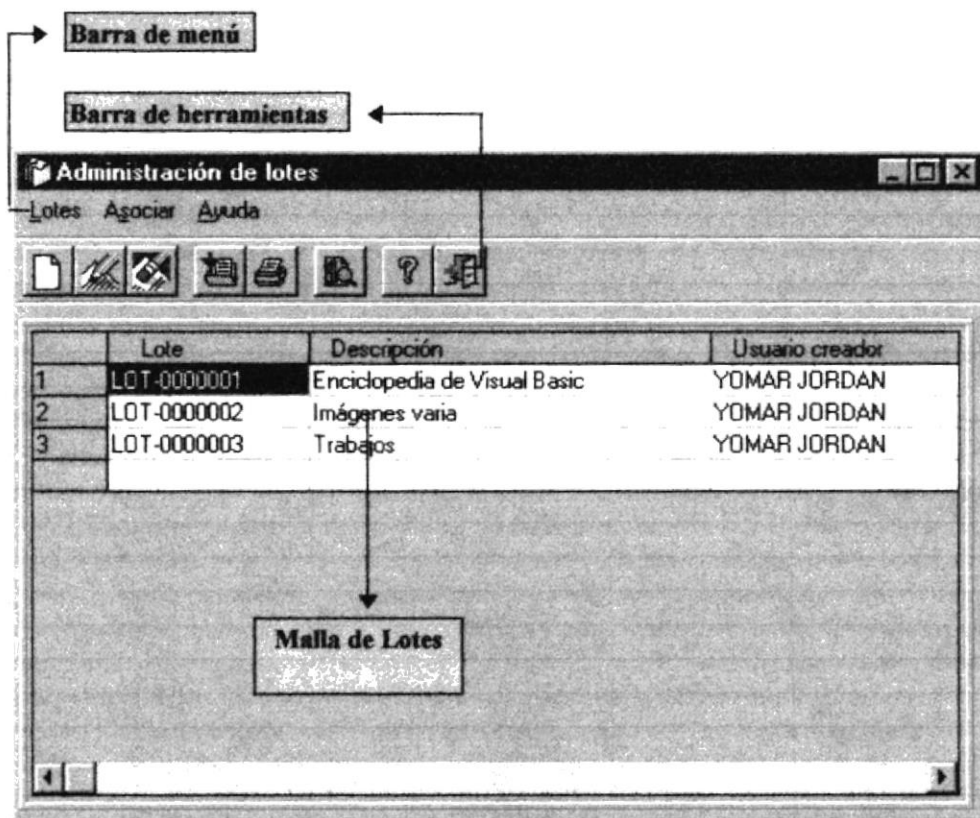 Barra de menú
Barra de herramientas
Administración de lotes
Lotes Asociar Ayuda
Lote Descripción Usuario creador
1 LOT-0000001 Enciclopedia de Visual Basic YOMAR JORDAN
2 LOT-0000002 Imágenes varia YOMAR JORDAN
3 LOT-0000003 Trabajos YOMAR JORDAN
Malla de Lotes